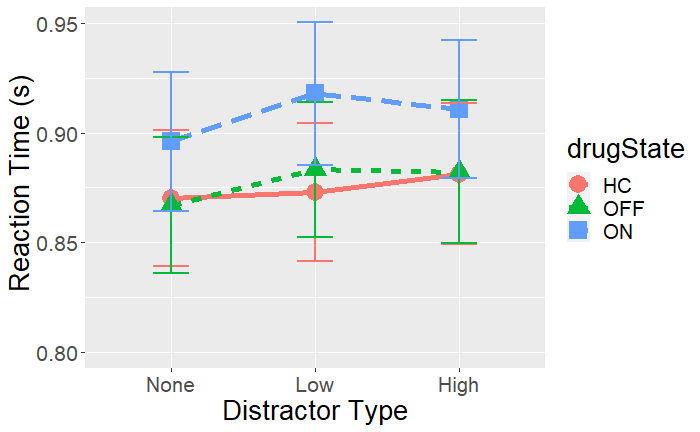 Reaction Time (s)
0.95
0.90
0.85
0.80
None Low High
Distractor Type
drugState
HC
OFF
ON